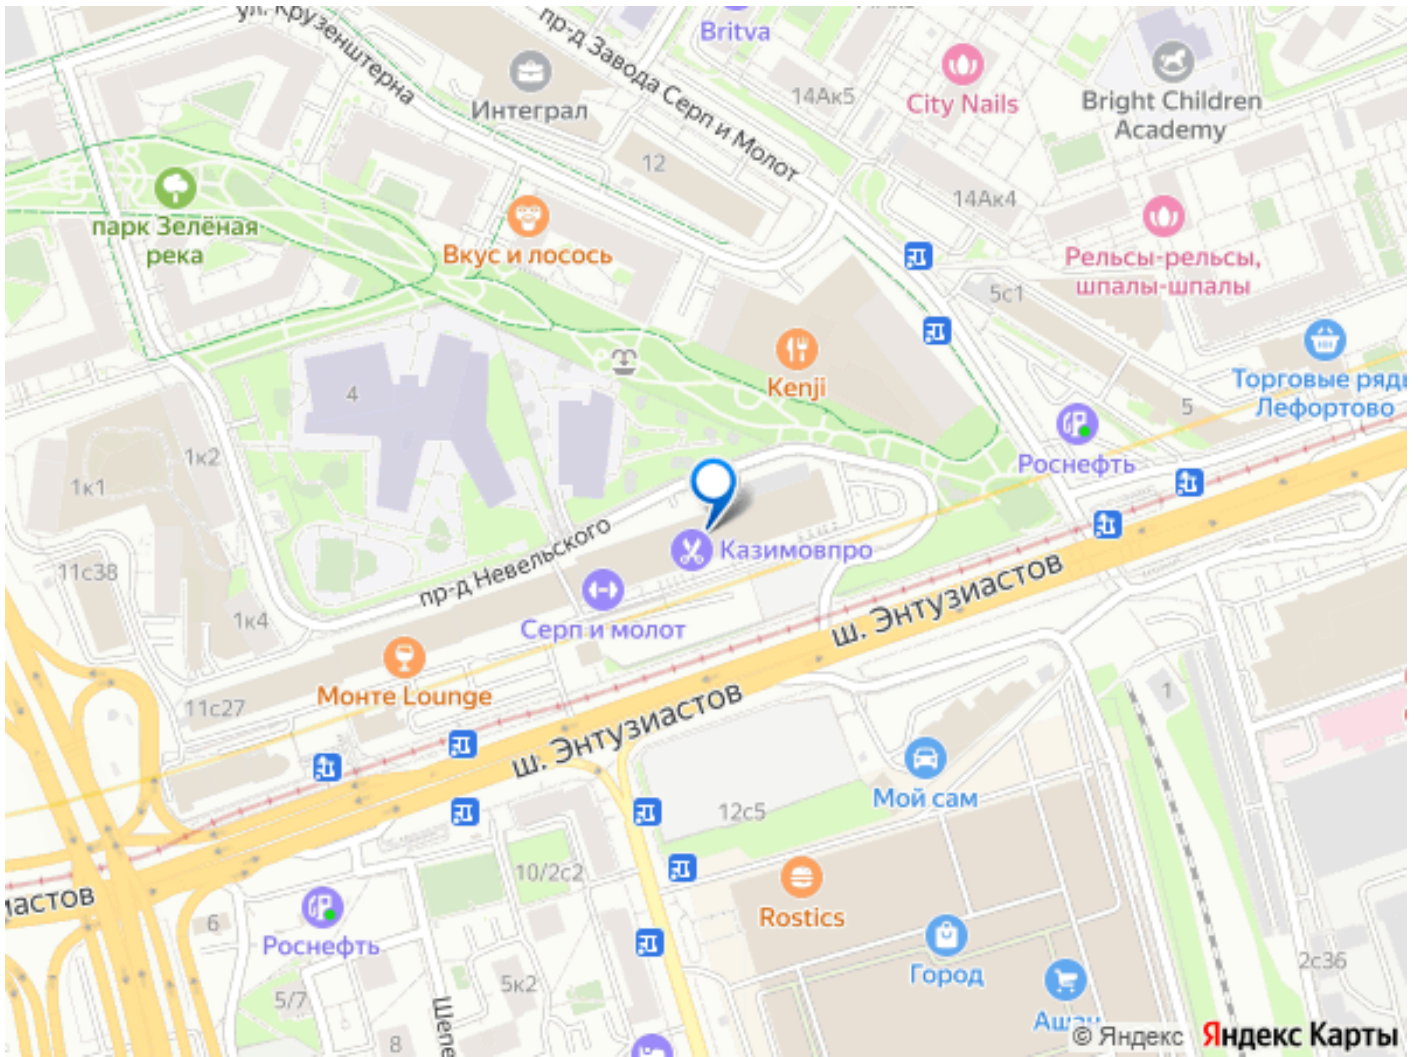 ул. Крузенштерна
пр-д Завода Серп и Молот
Britva
14Ак5
City Nails
Bright Children
Academy
Интеграл
12
14Ак4
парк Зелёная
река
Вкус и лосось
Рельсы-рельсы,
шпалы-шпалы
5с1
Kenji
Торговые ряды
Лефортово
4
5
Роснефть
1к2
1к1
пр-д Невельского
Казимовпро
11с38
1к4
Серп и молот
ш. Энтузиастов
Монте Lounge
11с27
ш. Энтузиастов
1
Мой сам
12с5
10/2с2
Rostics
6
Роснефть
Город
5к2
5/7
2с36
8
© Яндекс
Яндекс Карты